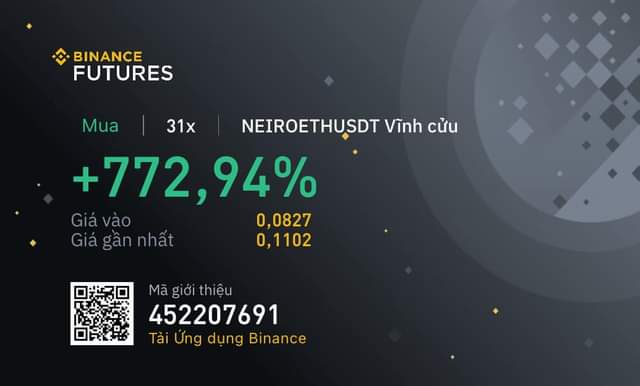 BINANCE
FUTURES
Mua | 31x | NEIROETHUSDT Vĩnh cửu
+772,94%
Giá vào 0,0827
Giá gần nhất 0,1102
Mã giới thiệu
452207691
Tải Ứng dụng Binance